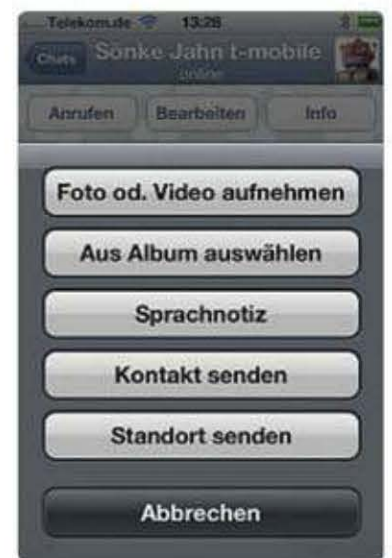 Telekom.de 13:28
Chats Sönke Jahn t-mobile
online
Anrufen Bearbeiten Info
Foto od. Video aufnehmen
Aus Album auswählen
Sprachnotiz
Kontakt senden
Standort senden
Abbrechen